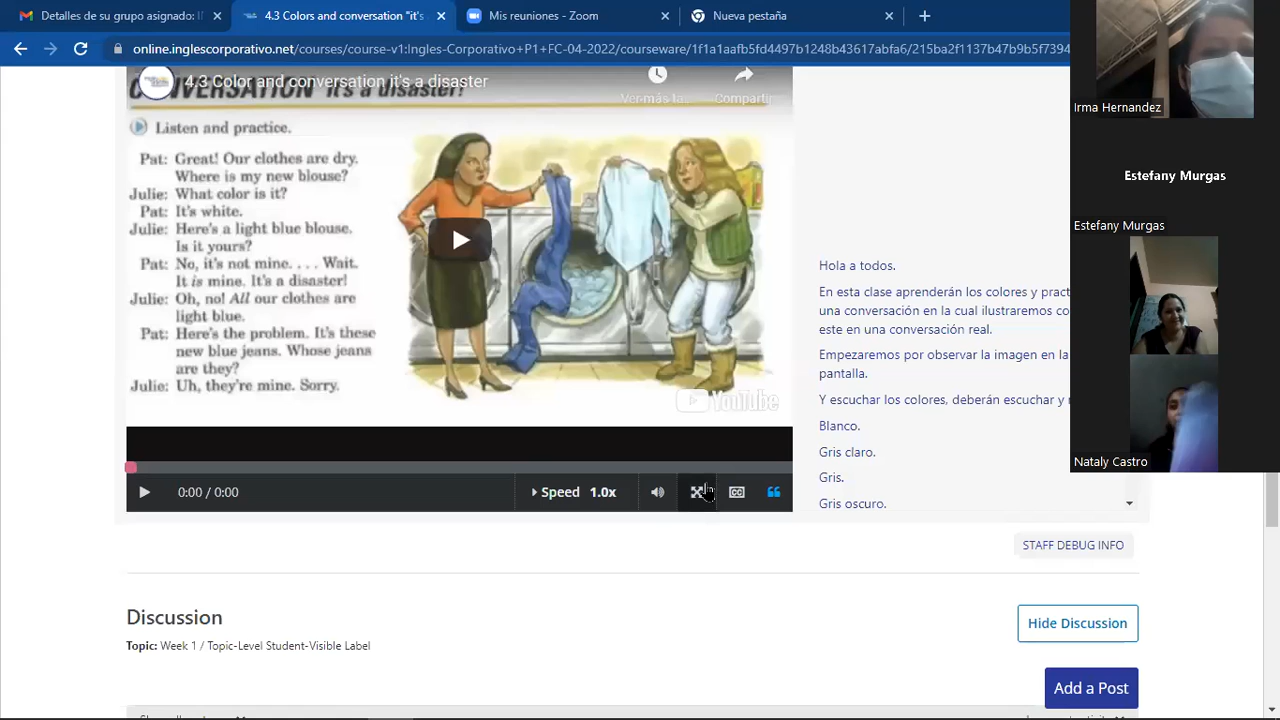 Detalles de su grupo asignado: I
4.3 Colors and conversation "it's
Mis reuniones - Zoom
Nueva pestaña
online.inglescorporativo.net/courses/course-v1:Ingles-Corporativo+P1+FC-04-2022/courseware/1f1a1aafb5fd4497b1248b43617abfa6/215ba2f1137b47b9b5f7394
4.3 Color and conversation it's a disaster
CONVERSATION It's a disaster!
Ver más ta...
Compartir
Listen and practice.
Pat: Great! Our clothes are dry.
Where is my new blouse?
Julie: What color is it?
Pat: It's white.
Julie: Here's a light blue blouse.
Is it yours?
Pat: No, it's not mine. . . . Wait.
It is mine. It's a disaster!
Julie: Oh, no! All our clothes are
light blue.
Pat: Here's the problem. It's these
new blue jeans. Whose jeans
are they?
Julie: Uh, they're mine. Sorry.
YouTube
0:00 / 0:00
Speed 1.0x
CC
Hola a todos.
En esta clase aprenderán los colores y pract
una conversación en la cual ilustraremos co
este en una conversación real.
Empezaremos por observar la imagen en la
pantalla.
Y escuchar los colores, deberán escuchar y
Blanco.
Gris claro.
Gris.
Gris oscuro.
STAFF DEBUG INFO
Discussion
Hide Discussion
Topic: Week 1 / Topic-Level Student-Visible Label
Add a Post
Irma Hernandez
Estefany Murgas
Estefany Murgas
Nataly Castro